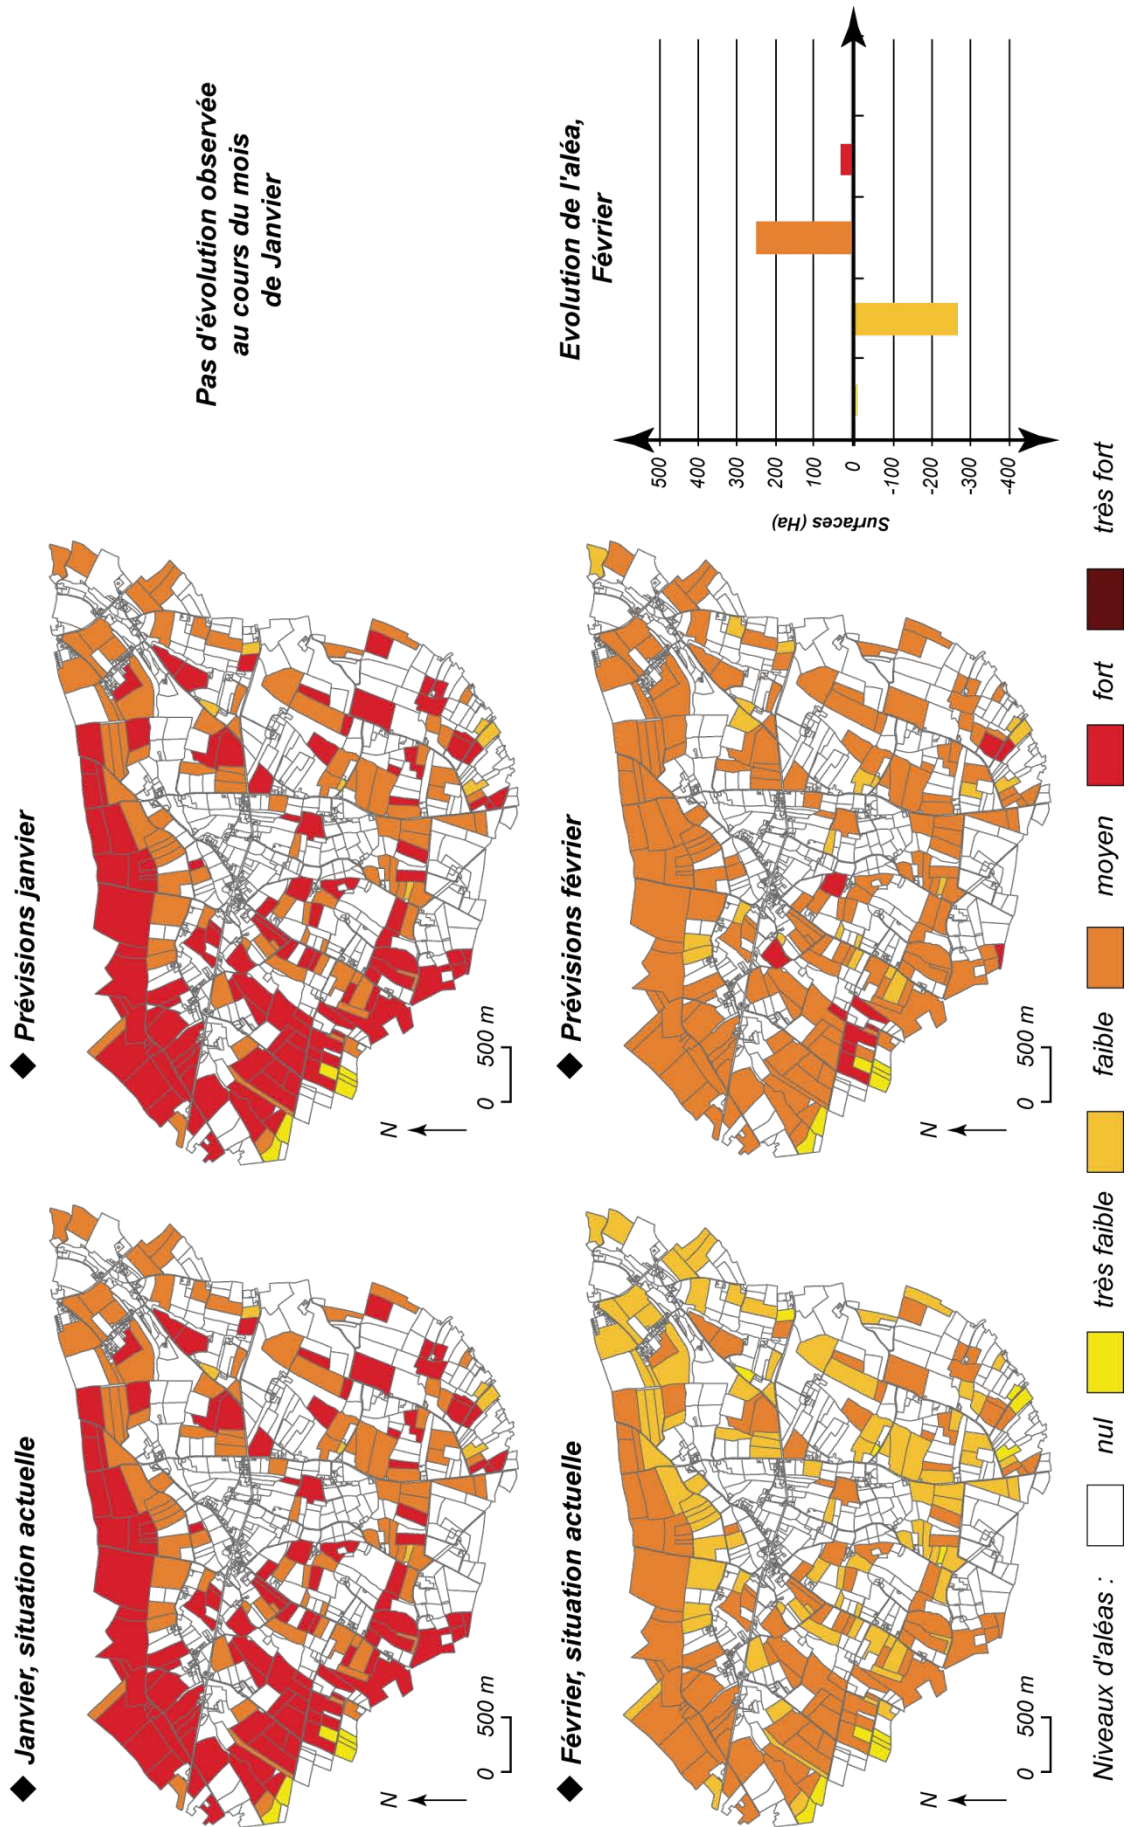 ◆ Janvier, situation actuelle
N
0 500 m
◆ Prévisions janvier
N
0 500 m
Pas d'évolution observée
au cours du mois
de Janvier
◆ Février, situation actuelle
N
0 500 m
◆ Prévisions février
N
0 500 m
Evolution de l'aléa,
Février
Surfaces (Ha)
500
400
300
200
100
0
-100
-200
-300
-400
Niveaux d'aléas : nul très faible faible moyen fort très fort